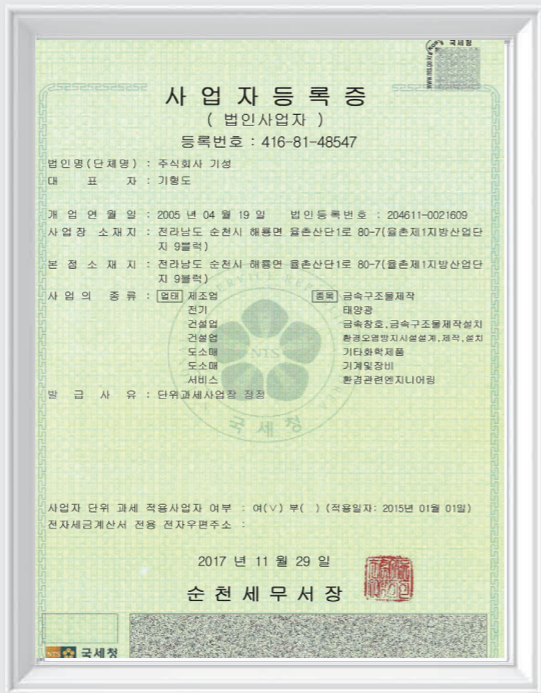 국세청
사업자등록증
( 법인사업자 )
등록번호 : 416-81-48547
법인명(단체명) : 주식회사 기성
대 표 자 : 기형도
개 업 연 월 일 : 2005 년 04 월 19 일 법인등록번호 : 204611-0021609
사업장 소재지 : 전라남도 순천시 해룡면 율촌산단1로 80-7(율촌제1지방산업단
지 9블럭)
본 점 소 재 지 : 전라남도 순천시 해룡면 율촌산단1로 80-7(율촌제1지방산업단
지 9블럭)
사 업 의 종 류 : 업태 제조업 종목 금속구조물제작
전기 태양광
건설업 금속창호,금속구조물제작설치
건설업 환경오염방지시설설계,제작,설치
도소매 기타화학제품
도소매 기계및장비
서비스 환경관련엔지니어링
NTS
국세청
발 급 사 유 : 단위과세사업장 정정
사업자 단위 과세 적용사업자 여부 : 여(∨) 부( ) (적용일자: 2015년 01월 01일)
전자세금계산서 전용 전자우편주소 :
2017 년 11 월 29 일
순천세무서장
NTS 국세청